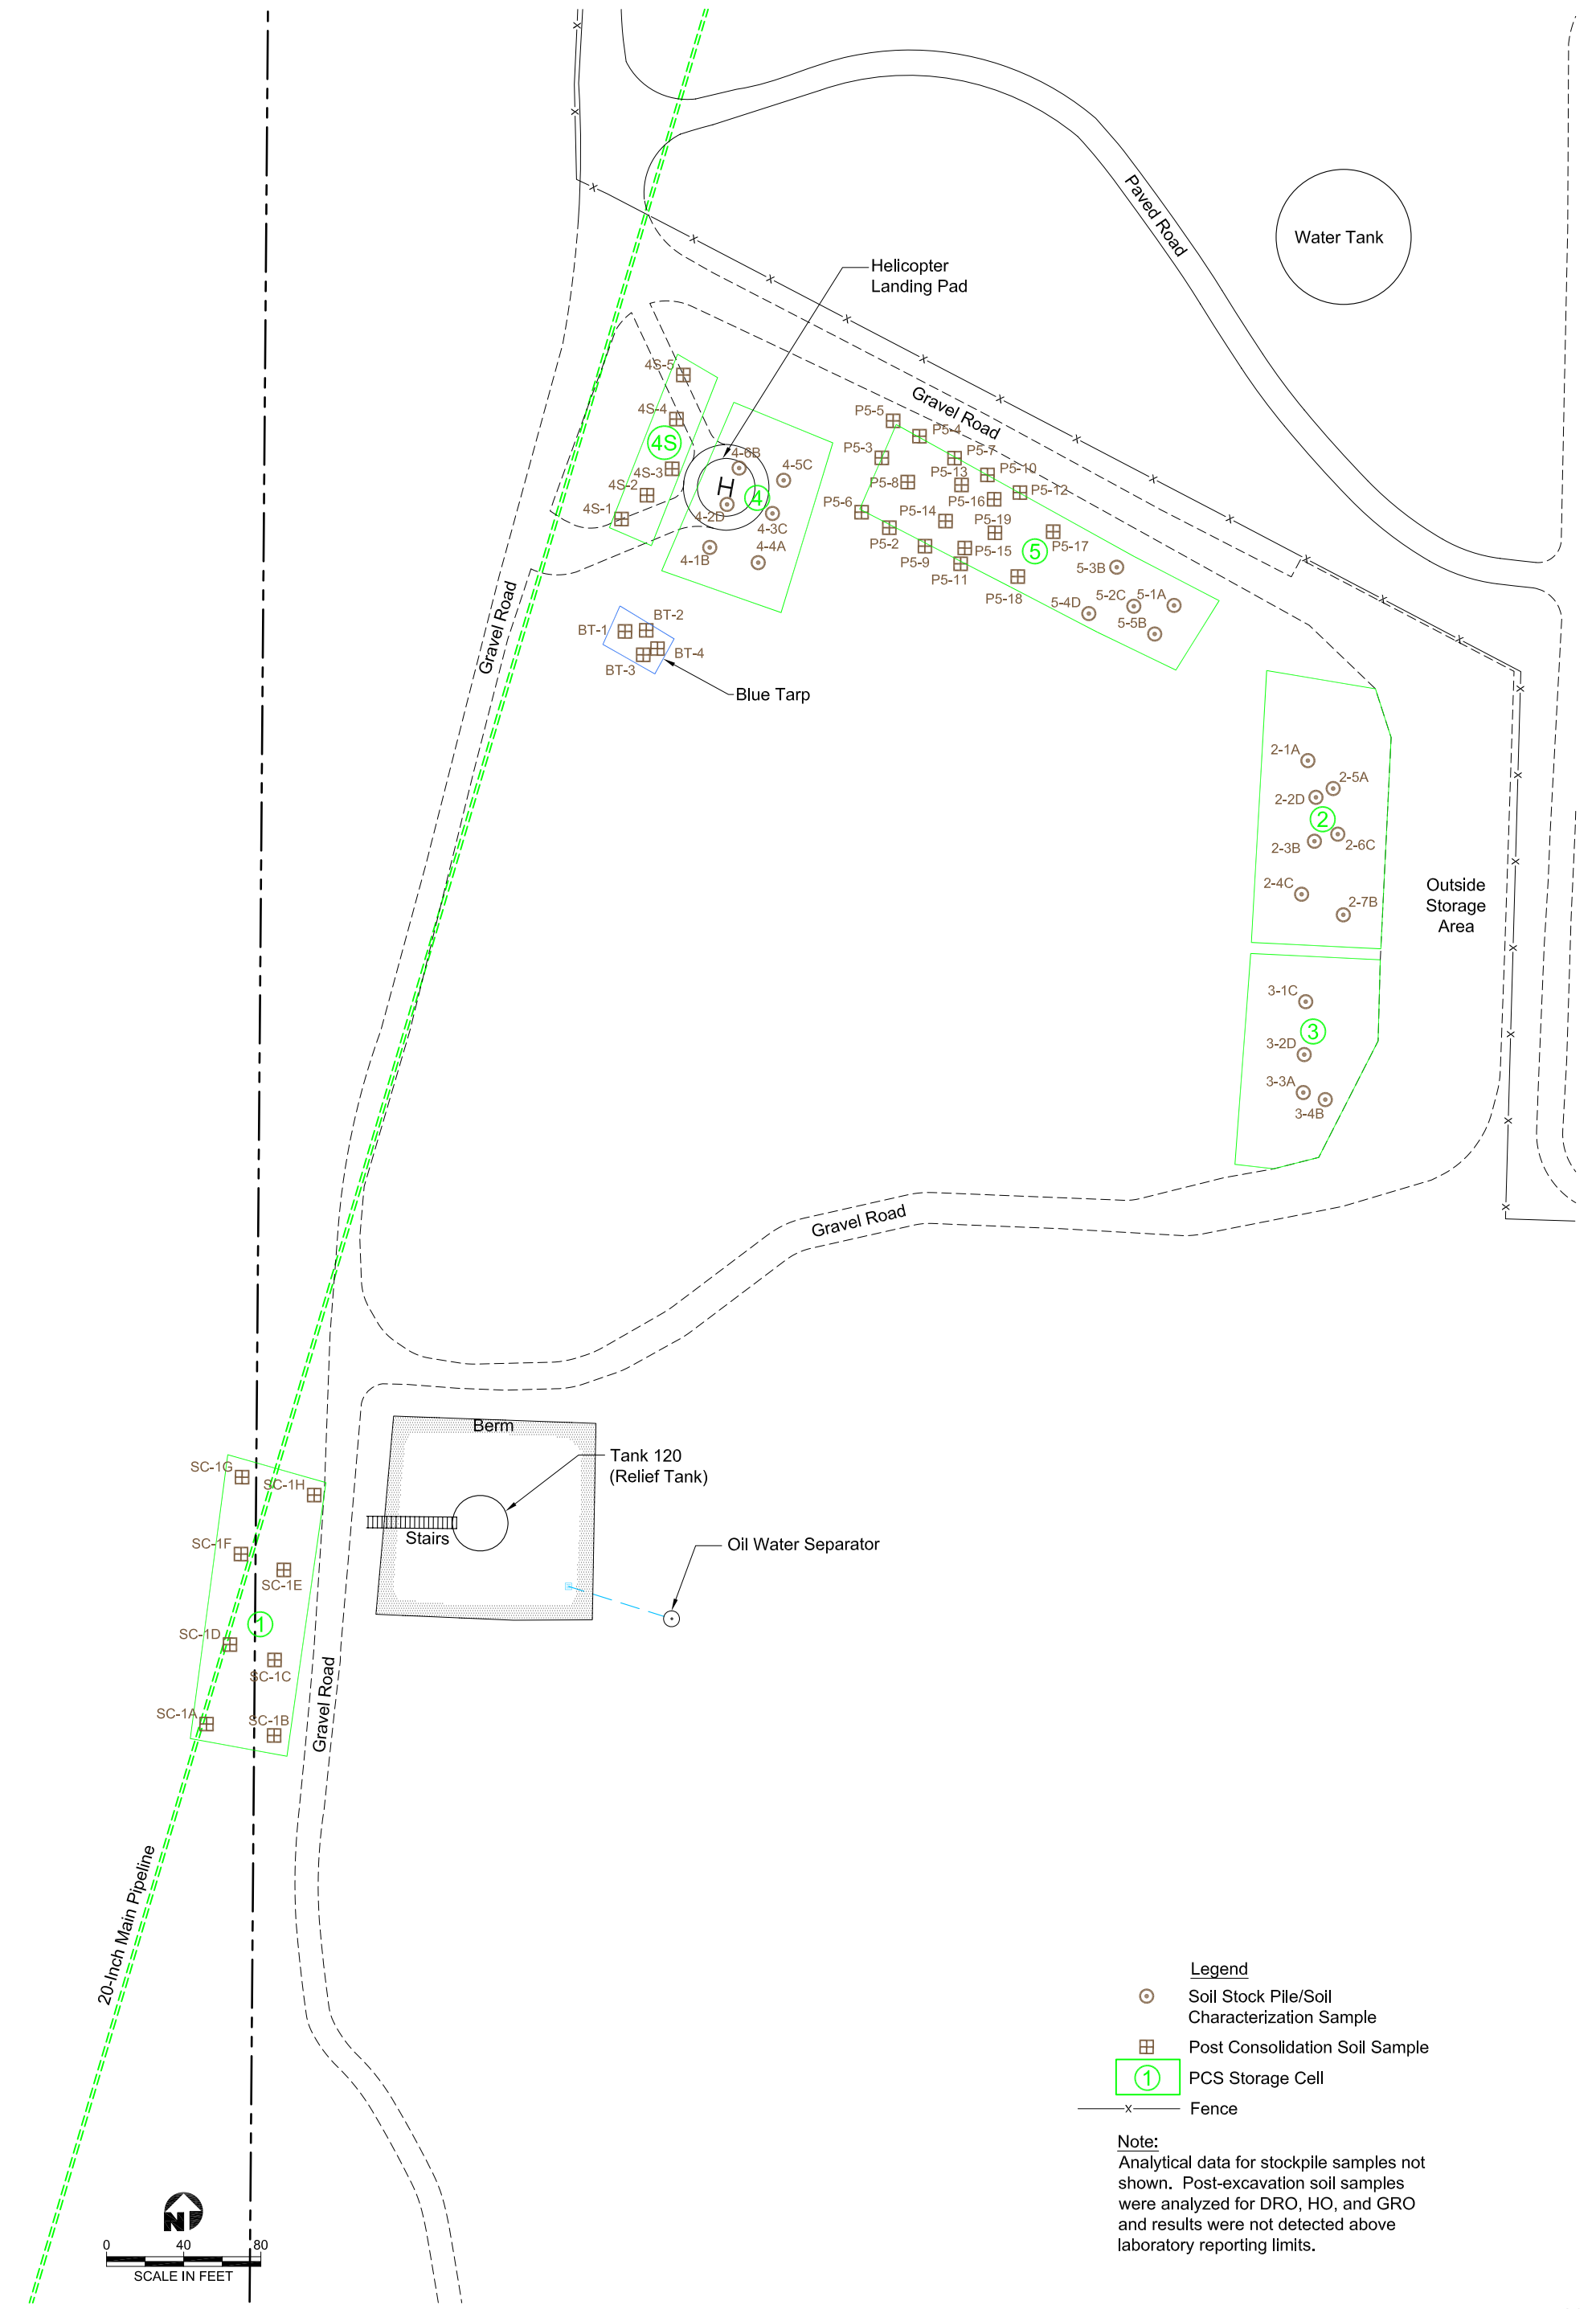 Paved Road
Water Tank
Helicopter
Landing Pad
4S-5
4S-4
4S
4S-3
4S-2
4S-1
4-6B
4-5C
H
4
4-2D
4-3C
4-4A
4-1B
Gravel Road
P5-5
P5-4
P5-3
P5-7
P5-13
P5-10
P5-8
P5-16
P5-12
P5-6
P5-14
P5-19
P5-2
P5-15
P5-17
P5-9
P5-11
5
P5-18
5-3B
5-4D
5-2C
5-1A
5-5B
Gravel Road
BT-1
BT-2
BT-3
BT-4
Blue Tarp
2-1A
2-5A
2-2D
2
2-3B
2-6C
2-4C
2-7B
Outside
Storage
Area
3-1C
3
3-2D
3-3A
3-4B
Gravel Road
Berm
Tank 120
(Relief Tank)
Stairs
Oil Water Separator
SC-1G
SC-1H
SC-1F
SC-1E
1
SC-1D
SC-1C
SC-1A
SC-1B
Gravel Road
20-Inch Main Pipeline
Legend
Soil Stock Pile/Soil
Characterization Sample
Post Consolidation Soil Sample
1
PCS Storage Cell
x
Fence
Note:
Analytical data for stockpile samples not
shown. Post-excavation soil samples
were analyzed for DRO, HO, and GRO
and results were not detected above
laboratory reporting limits.
N
0 40 80
SCALE IN FEET